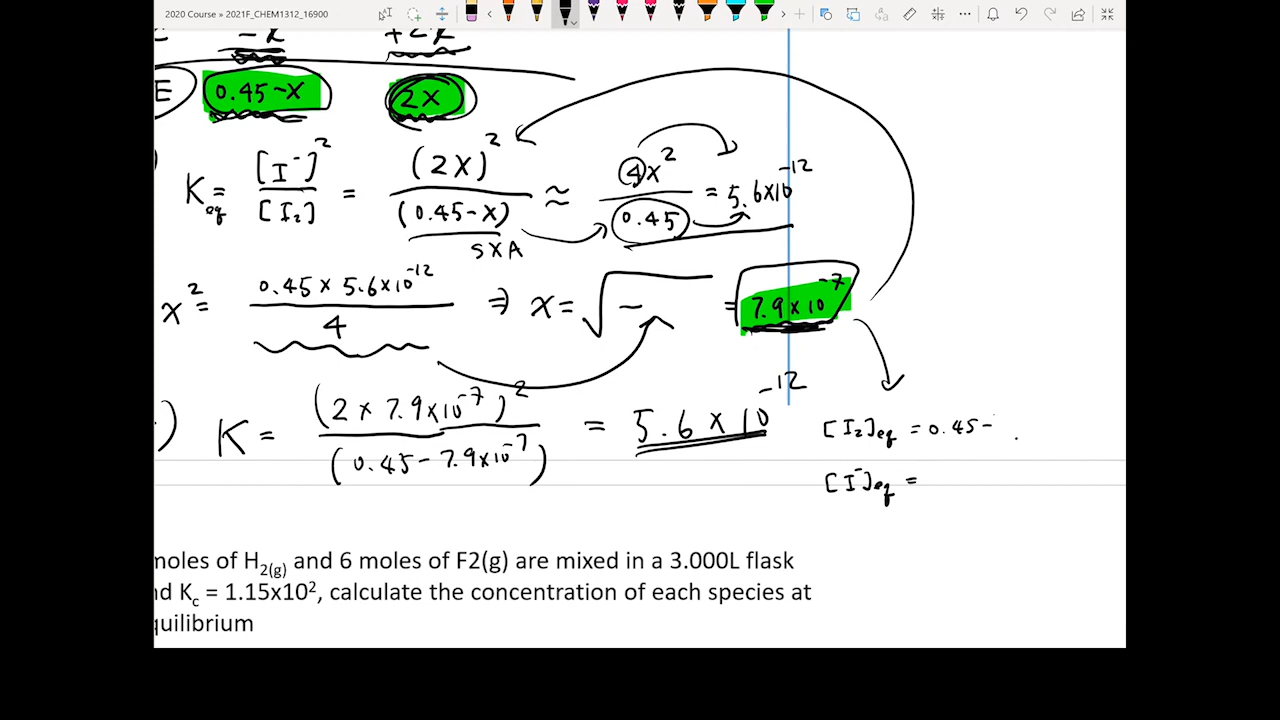 2020 Course » 2021F_CHEM1312_16900
-x +2x
E 0.45-x 2x
K_eq = [I⁻]² / [I₂] = (2x)² / (0.45-x) ≈ 4x² / 0.45 = 5.6x10⁻¹²
5% A
x² = 0.45 x 5.6x10⁻¹² / 4 ⇒ x = √- = 7.9x10⁻⁷
) K = (2 x 7.9x10⁻⁷)² / (0.45-7.9x10⁻⁷) = 5.6 x 10⁻¹²
[I₂]eq = 0.45-
[I⁻]eq =
moles of H₂(g) and 6 moles of F2(g) are mixed in a 3.000L flask
nd Kc = 1.15x10², calculate the concentration of each species at
quilibrium